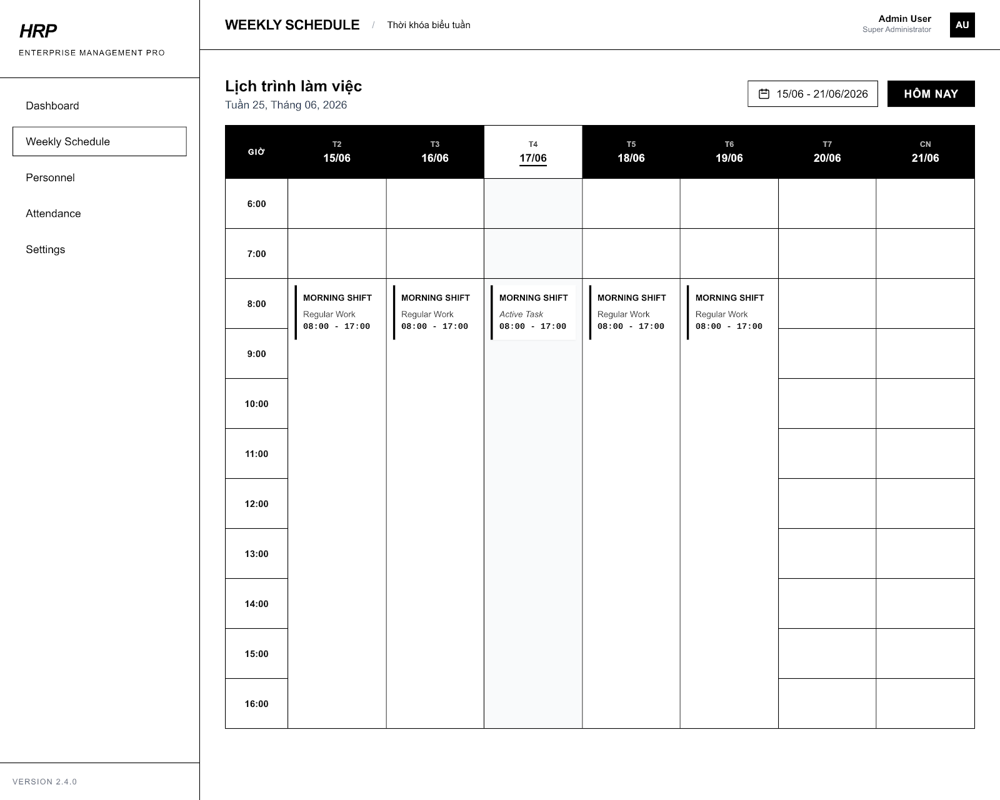 HRP
ENTERPRISE MANAGEMENT PRO
Dashboard
Weekly Schedule
Personnel
Attendance
Settings
VERSION 2.4.0
WEEKLY SCHEDULE / Thời khóa biểu tuần
Admin User
Super Administrator
AU
Lịch trình làm việc
Tuần 25, Tháng 06, 2026
15/06 - 21/06/2026
HÔM NAY
GIỜ
T2
15/06
T3
16/06
T4
17/06
T5
18/06
T6
19/06
T7
20/06
CN
21/06
6:00
7:00
8:00
MORNING SHIFT
Regular Work
08:00 - 17:00
MORNING SHIFT
Regular Work
08:00 - 17:00
MORNING SHIFT
Active Task
08:00 - 17:00
MORNING SHIFT
Regular Work
08:00 - 17:00
MORNING SHIFT
Regular Work
08:00 - 17:00
9:00
10:00
11:00
12:00
13:00
14:00
15:00
16:00